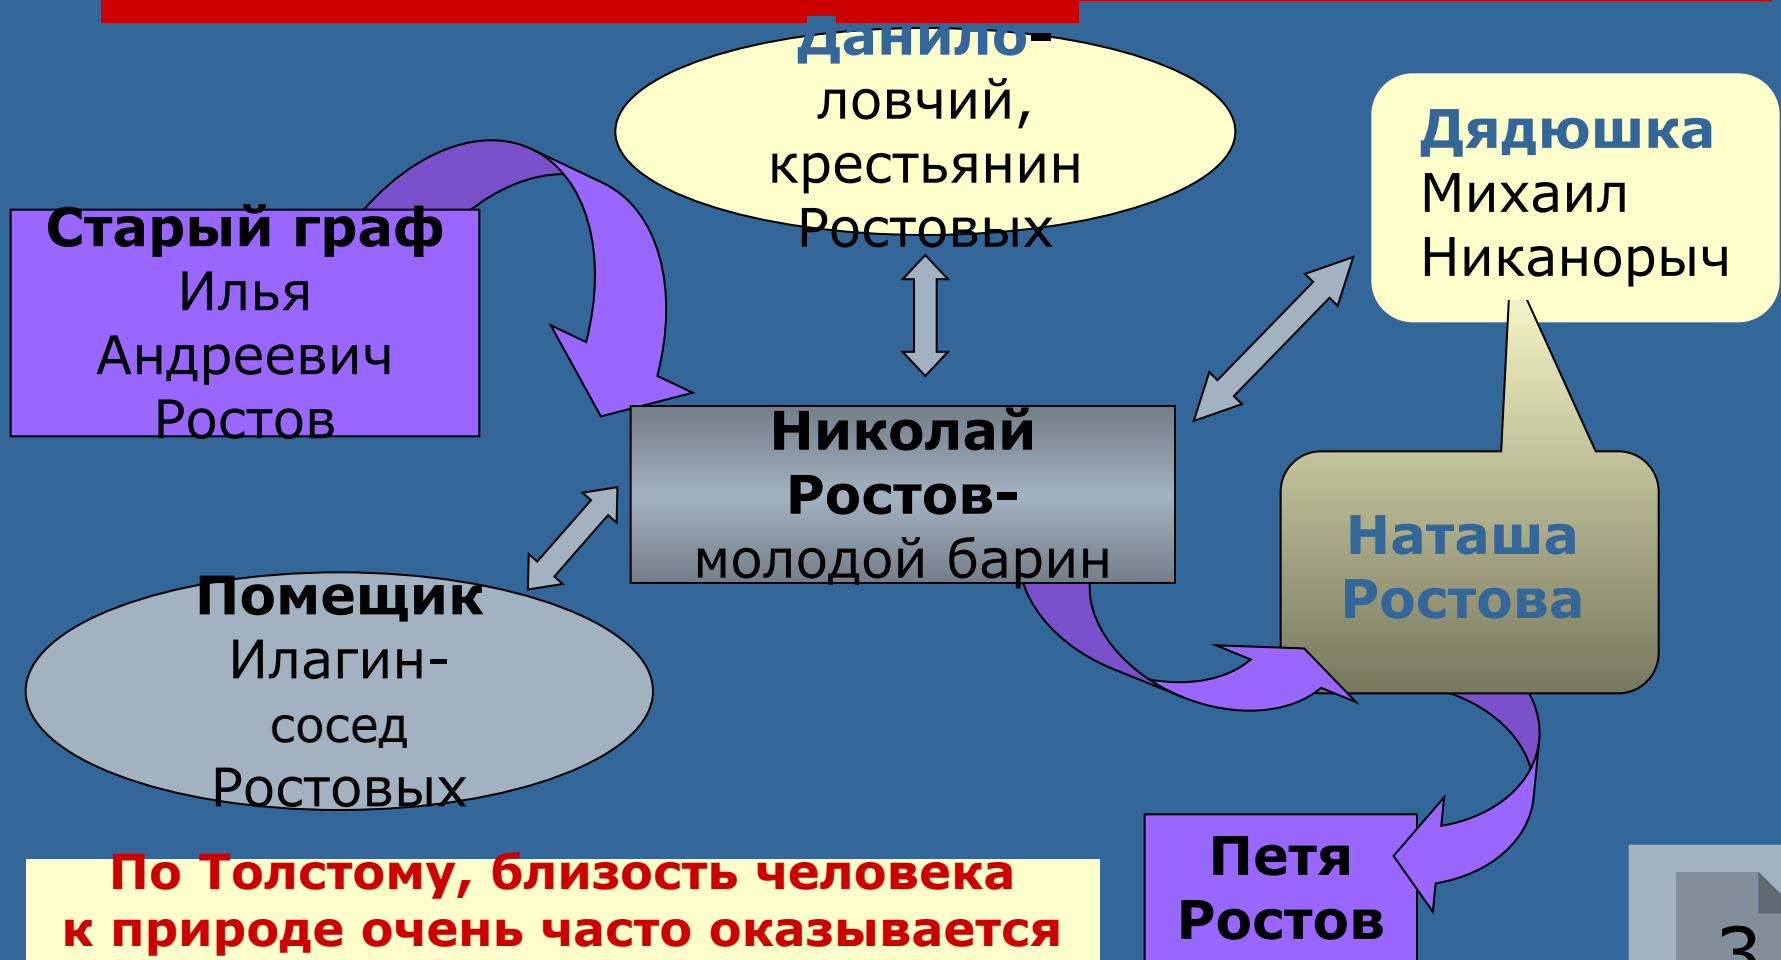 Данило-
ловчий,
крестьянин
Ростовых
Дядюшка
Михаил
Никанорыч
Старый граф
Илья
Андреевич
Ростов
Николай
Ростов-
молодой барин
Наташа
Ростова
Помещик
Илагин-
сосед
Ростовых
Петя
Ростов
По Толстому, близость человека
к природе очень часто оказывается
3